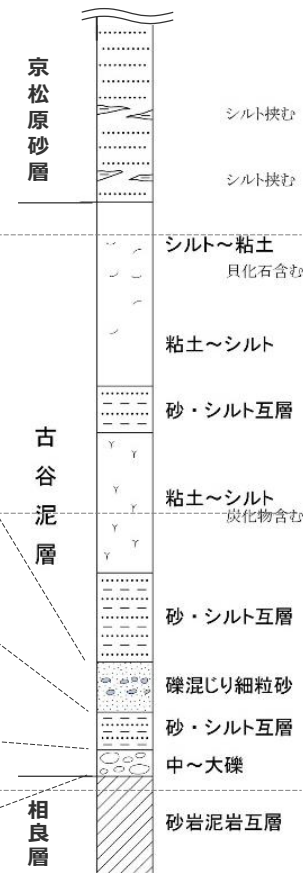 京松原砂層
シルト挟む
シルト挟む
シルト～粘土
貝化石含む
粘土～シルト
砂・シルト互層
古谷泥層
粘土～シルト
炭化物含む
砂・シルト互層
礫混じり細粒砂
砂・シルト互層
中～大礫
相良層
砂岩泥岩互層